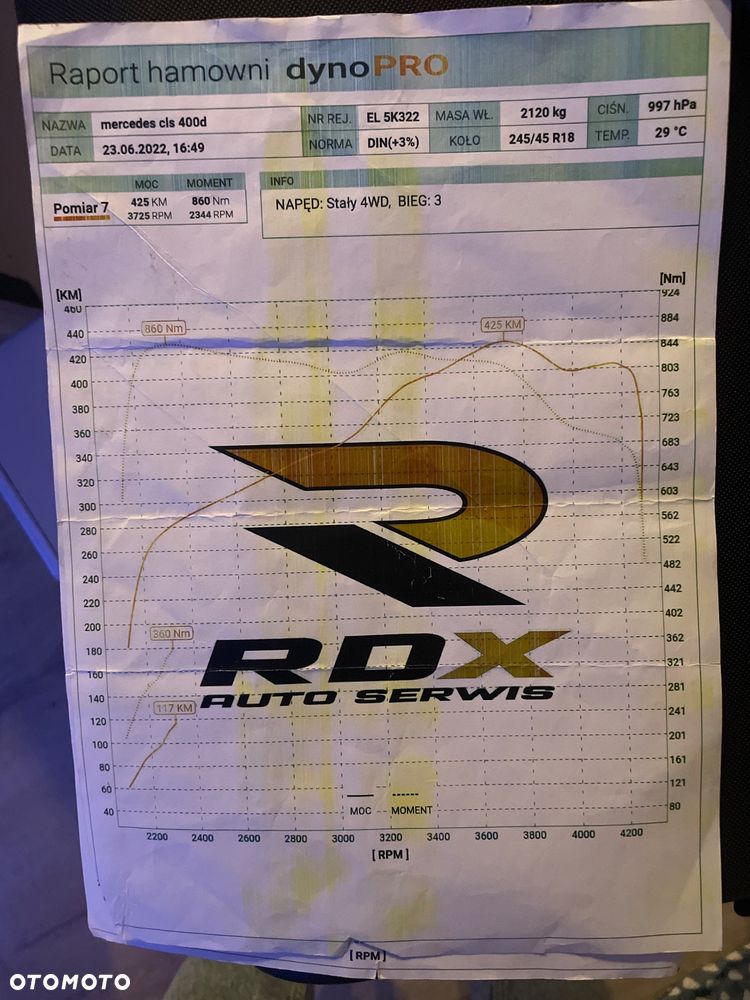 Raport hamowni dynoPRO
NAZWA mercedes cls 400d NR REJ. EL 5K322 MASA WŁ. 2120 kg CIŚN. 997 hPa
DATA 23.06.2022, 16:49 NORMA DIN(+3%) KOŁO 245/45 R18 TEMP. 29 °C
MOC MOMENT INFO
Pomiar 7 425 KM 860 Nm NAPĘD: Stały 4WD, BIEG: 3
3725 RPM 2344 RPM
[KM] [Nm]
460 924
440 884
420 844
400 803
380 763
360 723
340 683
320 643
300 603
280 562
260 522
240 482
220 442
200 402
180 362
160 321
140 281
120 241
100 201
80 161
60 121
40 80
860 Nm 425 KM
360 Nm
117 KM
RDX
AUTO SERWIS
MOC MOMENT
2200 2400 2600 2800 3000 3200 3400 3600 3800 4000 4200
[ RPM ]
[ RPM ]
OTOMOTO